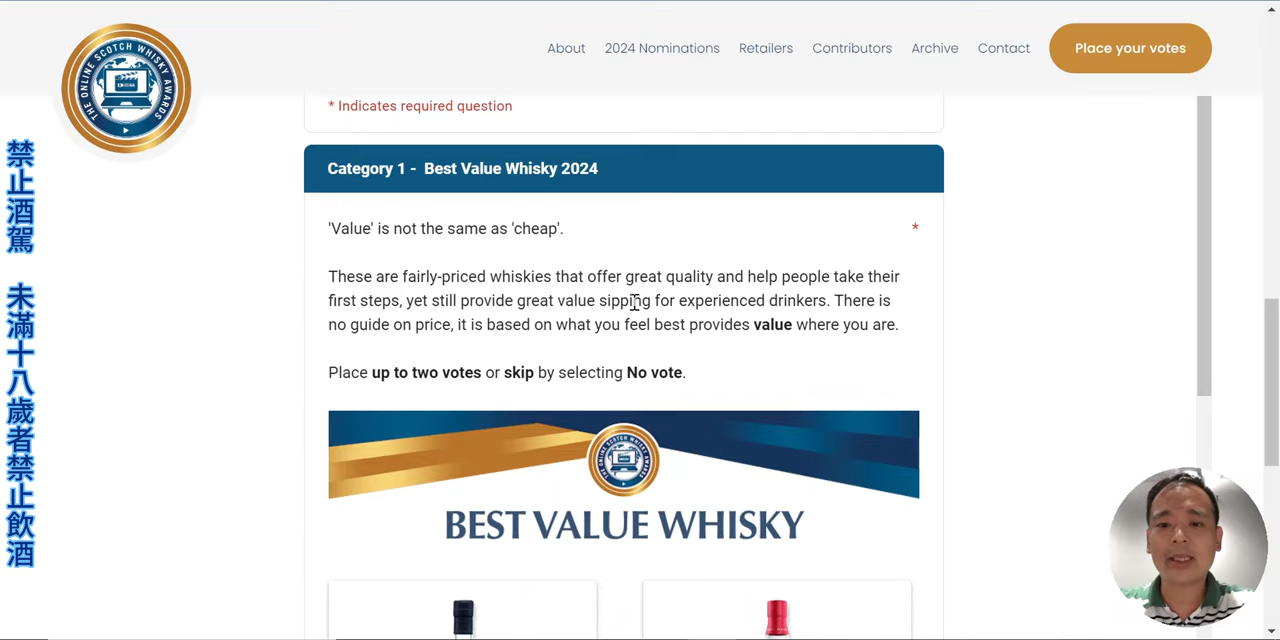 THE ONLINE SCOTCH WHISKY AWARDS
About
2024 Nominations
Retailers
Contributors
Archive
Contact
Place your votes
* Indicates required question
Category 1 - Best Value Whisky 2024
'Value' is not the same as 'cheap'. *
These are fairly-priced whiskies that offer great quality and help people take their
first steps, yet still provide great value sipping for experienced drinkers. There is
no guide on price, it is based on what you feel best provides value where you are.
Place up to two votes or skip by selecting No vote.
BEST VALUE WHISKY
禁止酒駕 未滿十八歲者禁止飲酒